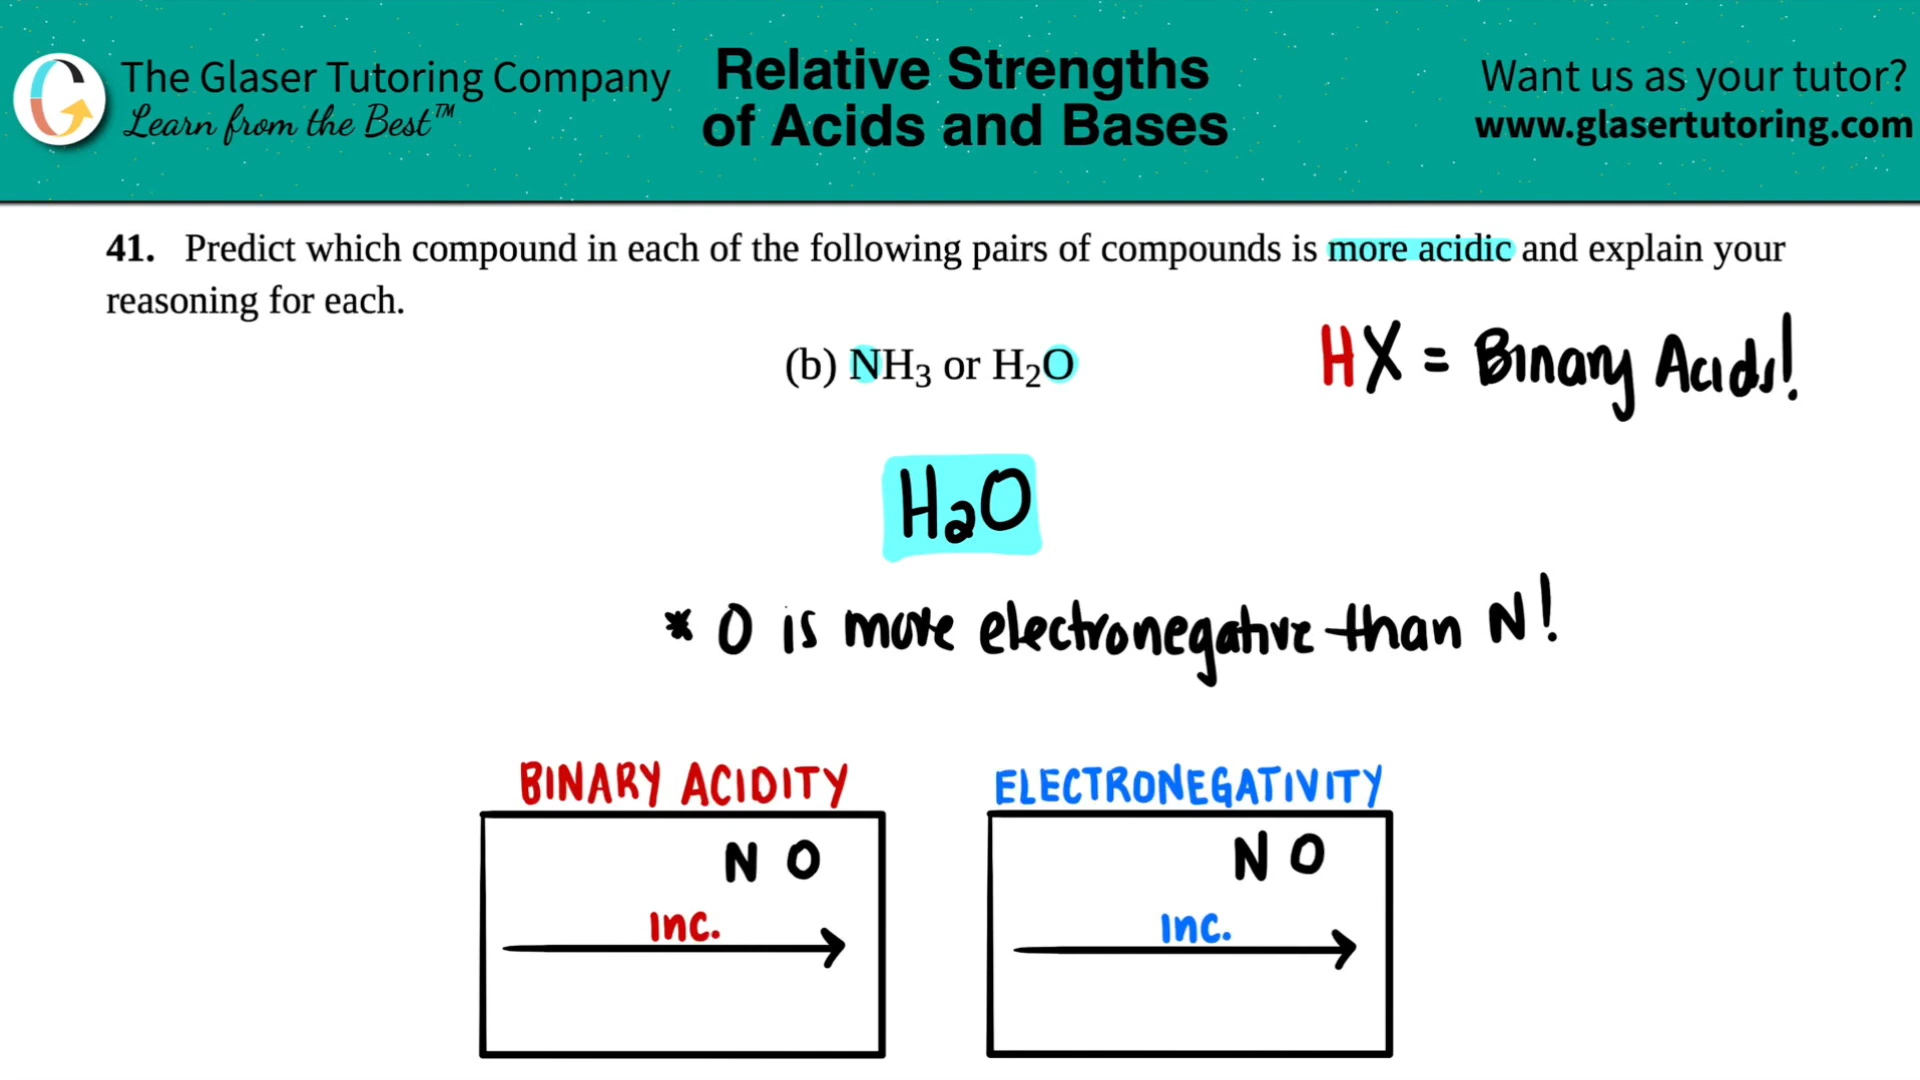 The Glaser Tutoring Company
Learn from the Best™
Relative Strengths
of Acids and Bases
Want us as your tutor?
www.glasertutoring.com
41. Predict which compound in each of the following pairs of compounds is more acidic and explain your
reasoning for each.
(b) NH₃ or H₂O
HX = Binary Acids!
H₂O
* O is more electronegative than N!
BINARY ACIDITY
N O
inc.
ELECTRONEGATIVITY
N O
inc.